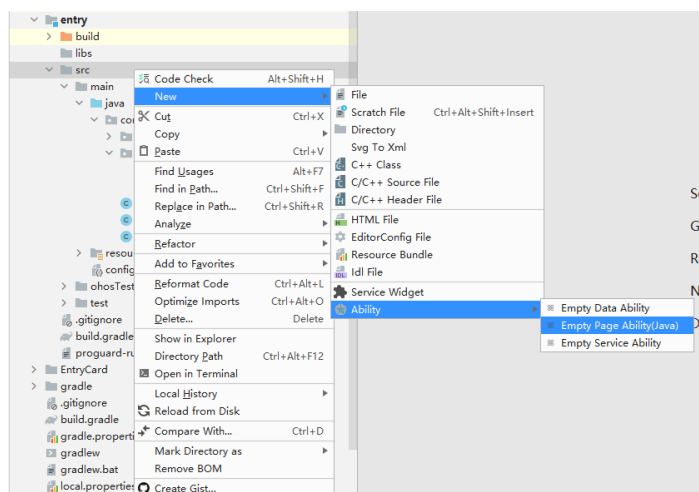 entry
build
libs
src
main
java
resou
config
ohosTest
test
.gitignore
build.gradle
proguard-ru
EntryCard
gradle
.gitignore
build.gradle
gradle.properti
gradlew
gradlew.bat
local.properties
Code Check Alt+Shift+H
New
Cut Ctrl+X
Copy
Paste Ctrl+V
Find Usages Alt+F7
Find in Path... Ctrl+Shift+F
Replace in Path... Ctrl+Shift+R
Analyze
Refactor
Add to Favorites
Reformat Code Ctrl+Alt+L
Optimize Imports Ctrl+Alt+O
Delete... Delete
Show in Explorer
Directory Path Ctrl+Alt+F12
Open in Terminal
Local History
Reload from Disk
Compare With... Ctrl+D
Mark Directory as
Remove BOM
Create Gist...
File
Scratch File Ctrl+Alt+Shift+Insert
Directory
Svg To Xml
C++ Class
C/C++ Source File
C/C++ Header File
HTML File
EditorConfig File
Resource Bundle
Idl File
Service Widget
Ability
Empty Data Ability
Empty Page Ability(Java)
Empty Service Ability